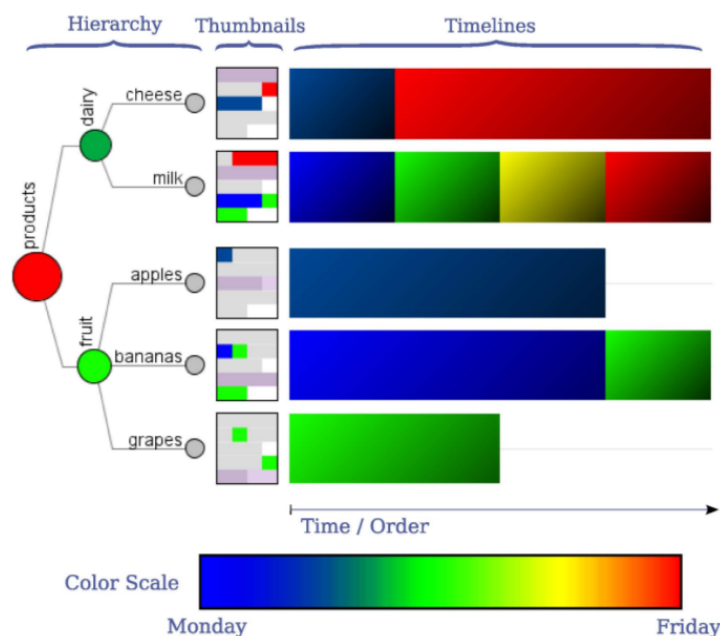 Hierarchy Thumbnails Timelines
cheese
dairy
milk
products
apples
fruit
bananas
grapes
Time / Order
Color Scale
Monday Friday